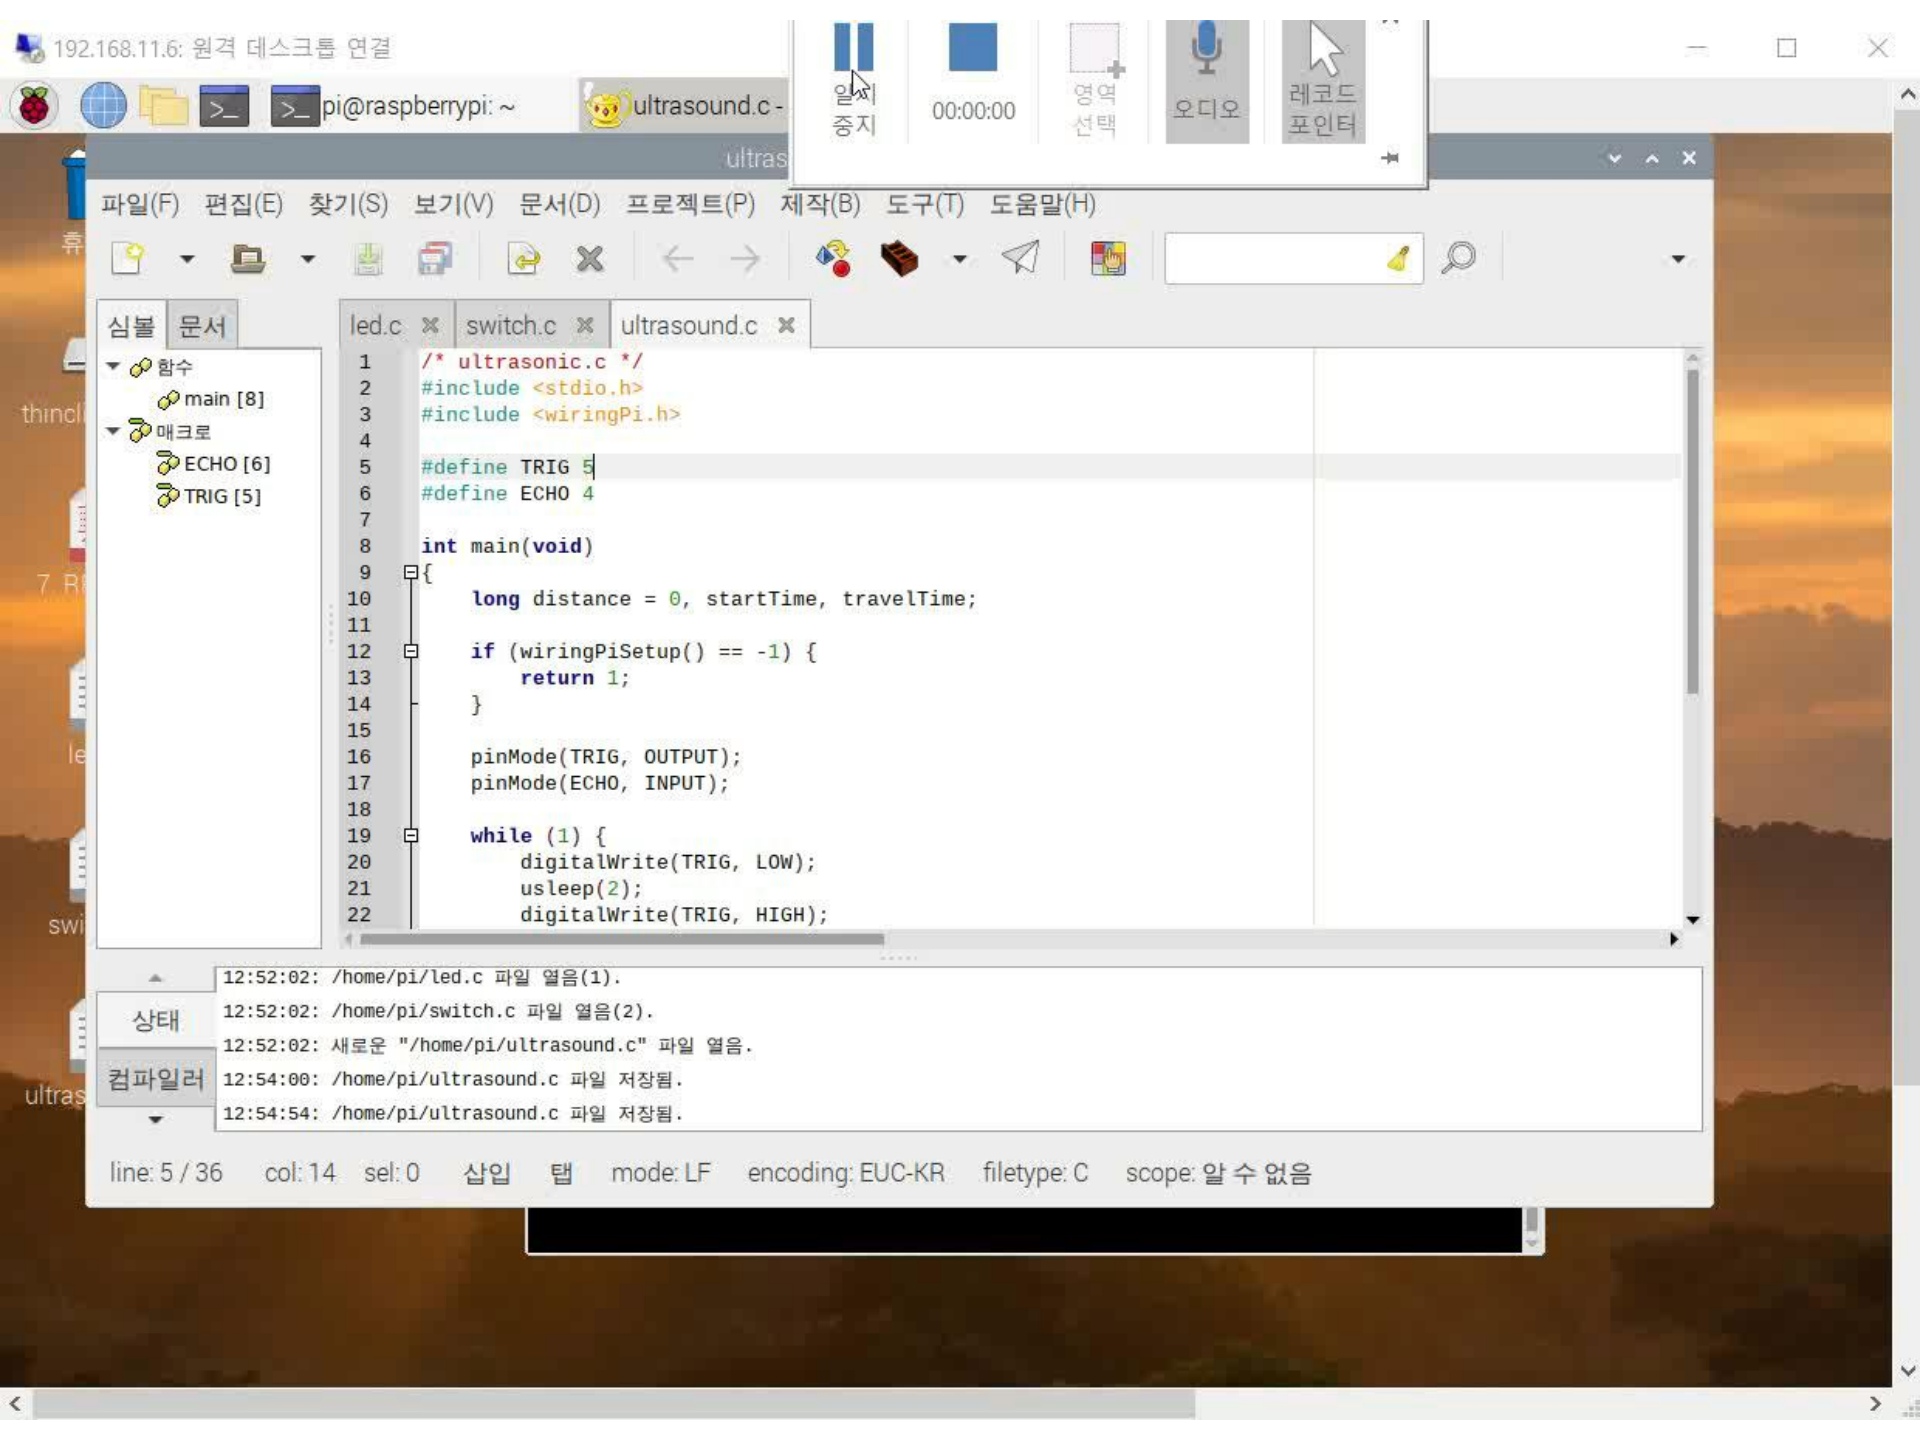 192.168.11.6: 원격 데스크톱 연결
pi@raspberrypi: ~
ultrasound.c -
일시
중지
00:00:00
영역
선택
오디오
레코드
포인터
ultras
파일(F) 편집(E) 찾기(S) 보기(V) 문서(D) 프로젝트(P) 제작(B) 도구(T) 도움말(H)
심볼 문서
함수
main [8]
매크로
ECHO [6]
TRIG [5]
led.c switch.c ultrasound.c
1 /* ultrasonic.c */
2 #include <stdio.h>
3 #include <wiringPi.h>
4
5 #define TRIG 5
6 #define ECHO 4
7
8 int main(void)
9 {
10 long distance = 0, startTime, travelTime;
11
12 if (wiringPiSetup() == -1) {
13 return 1;
14 }
15
16 pinMode(TRIG, OUTPUT);
17 pinMode(ECHO, INPUT);
18
19 while (1) {
20 digitalWrite(TRIG, LOW);
21 usleep(2);
22 digitalWrite(TRIG, HIGH);
상태
컴파일러
12:52:02: /home/pi/led.c 파일 열음(1).
12:52:02: /home/pi/switch.c 파일 열음(2).
12:52:02: 새로운 "/home/pi/ultrasound.c" 파일 열음.
12:54:00: /home/pi/ultrasound.c 파일 저장됨.
12:54:54: /home/pi/ultrasound.c 파일 저장됨.
line: 5 / 36 col: 14 sel: 0 삽입 탭 mode: LF encoding: EUC-KR filetype: C scope: 알 수 없음
휴
thincli
7_R
le
swi
ultras